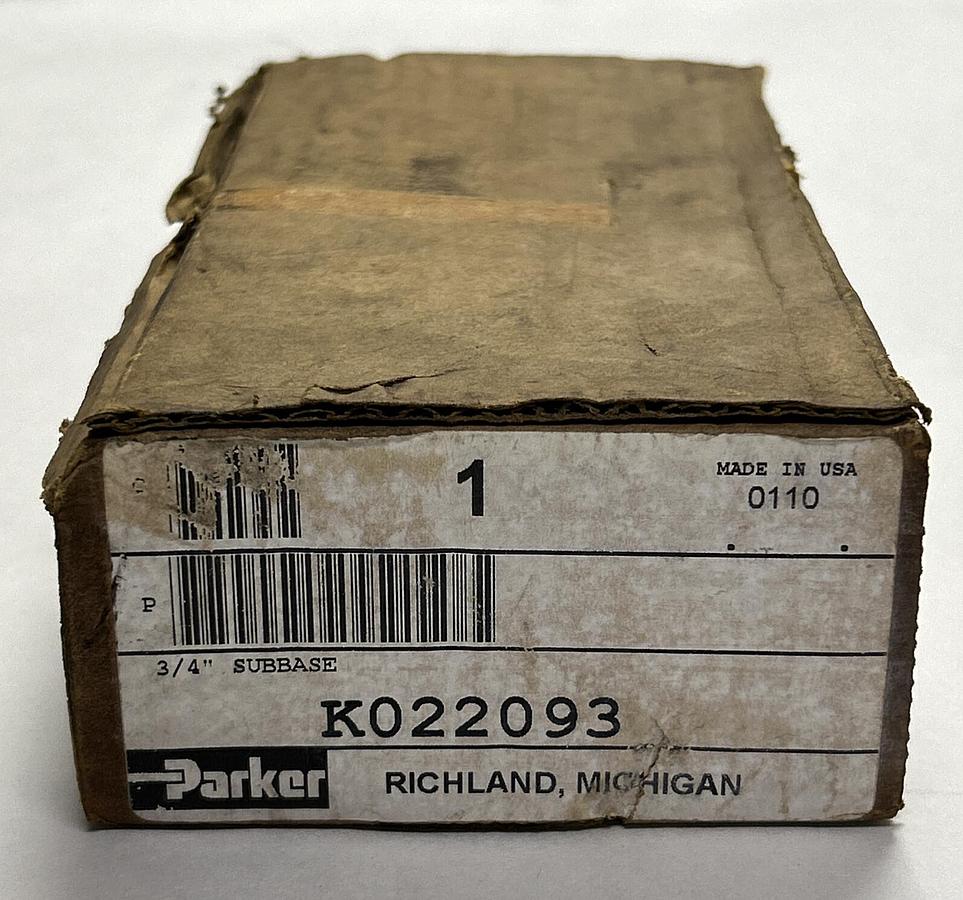 1
MADE IN USA
0110
P
3/4" SUBBASE
K022093
Parker
RICHLAND, MICHIGAN